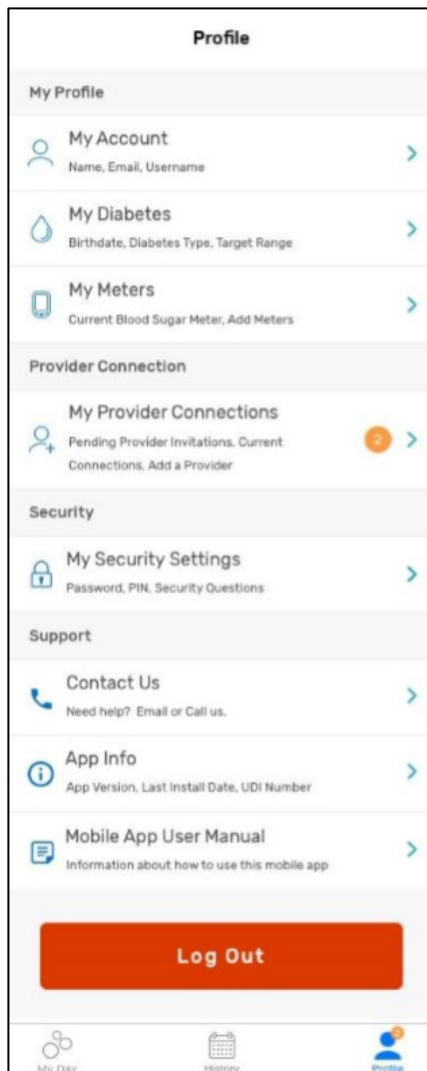 Profile
My Profile
My Account
Name, Email, Username
My Diabetes
Birthdate, Diabetes Type, Target Range
My Meters
Current Blood Sugar Meter, Add Meters
Provider Connection
My Provider Connections
Pending Provider Invitations, Current
2
Connections, Add a Provider
Security
My Security Settings
Password, PIN, Security Questions
Support
Contact Us
Need help? Email or Call us.
App Info
App Version, Last Install Date, UDI Number
Mobile App User Manual
Information about how to use this mobile app
Log Out
2
My Day
History
Profile